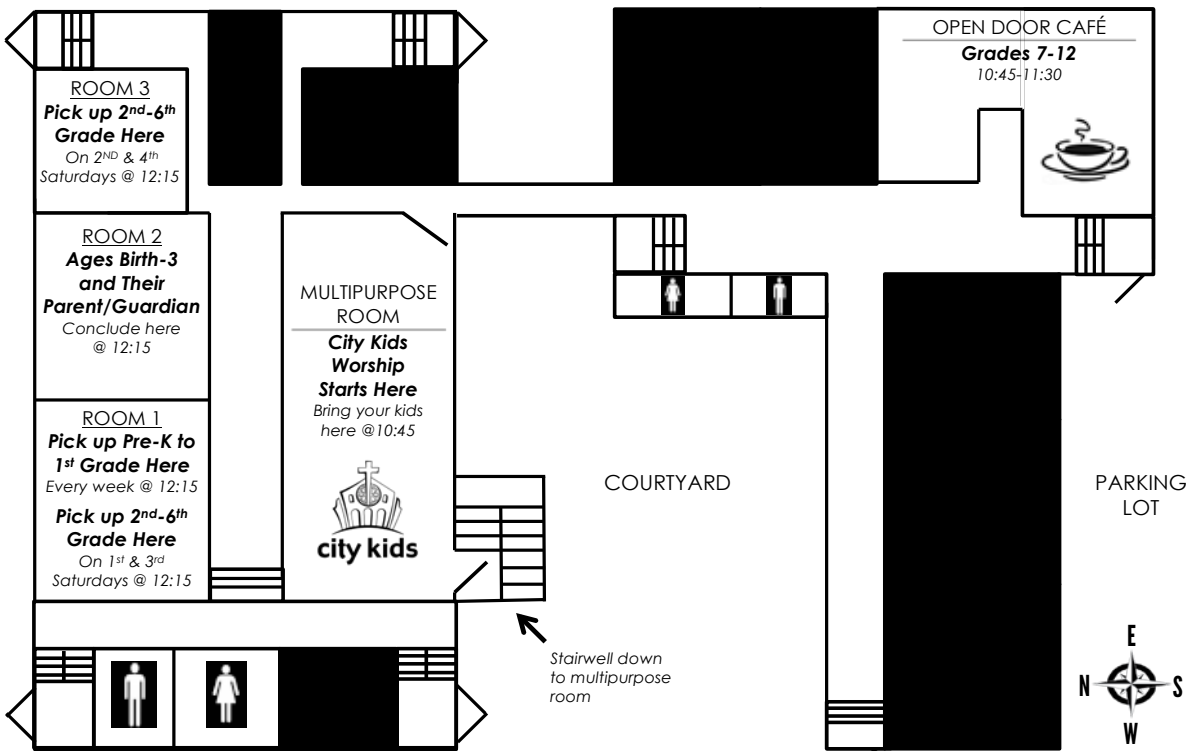 OPEN DOOR CAFÉ
Grades 7-12
10:45-11:30
ROOM 3
Pick up 2nd-6th
Grade Here
On 2ND & 4th
Saturdays @ 12:15
ROOM 2
Ages Birth-3
and Their
Parent/Guardian
Conclude here
@ 12:15
MULTIPURPOSE
ROOM
City Kids
Worship
Starts Here
Bring your kids
here @10:45
city kids
ROOM 1
Pick up Pre-K to
1st Grade Here
Every week @ 12:15
Pick up 2nd-6th
Grade Here
On 1st & 3rd
Saturdays @ 12:15
COURTYARD
PARKING
LOT
Stairwell down
to multipurpose
room
E
N S
W